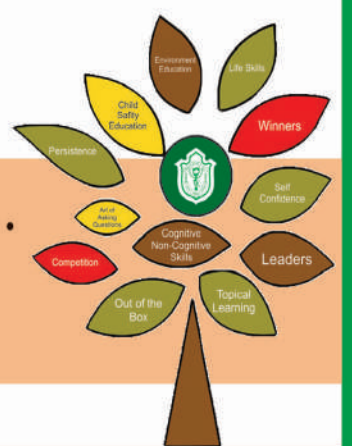 Environment
Education
Life Skills
Child
Safity
Education
Winners
Persistence
Self
Confidence
Art of
Asking
Questions
Cognitive
Non-Cognitive
Skills
Competition
Leaders
Out of the
Box
Topical
Learning